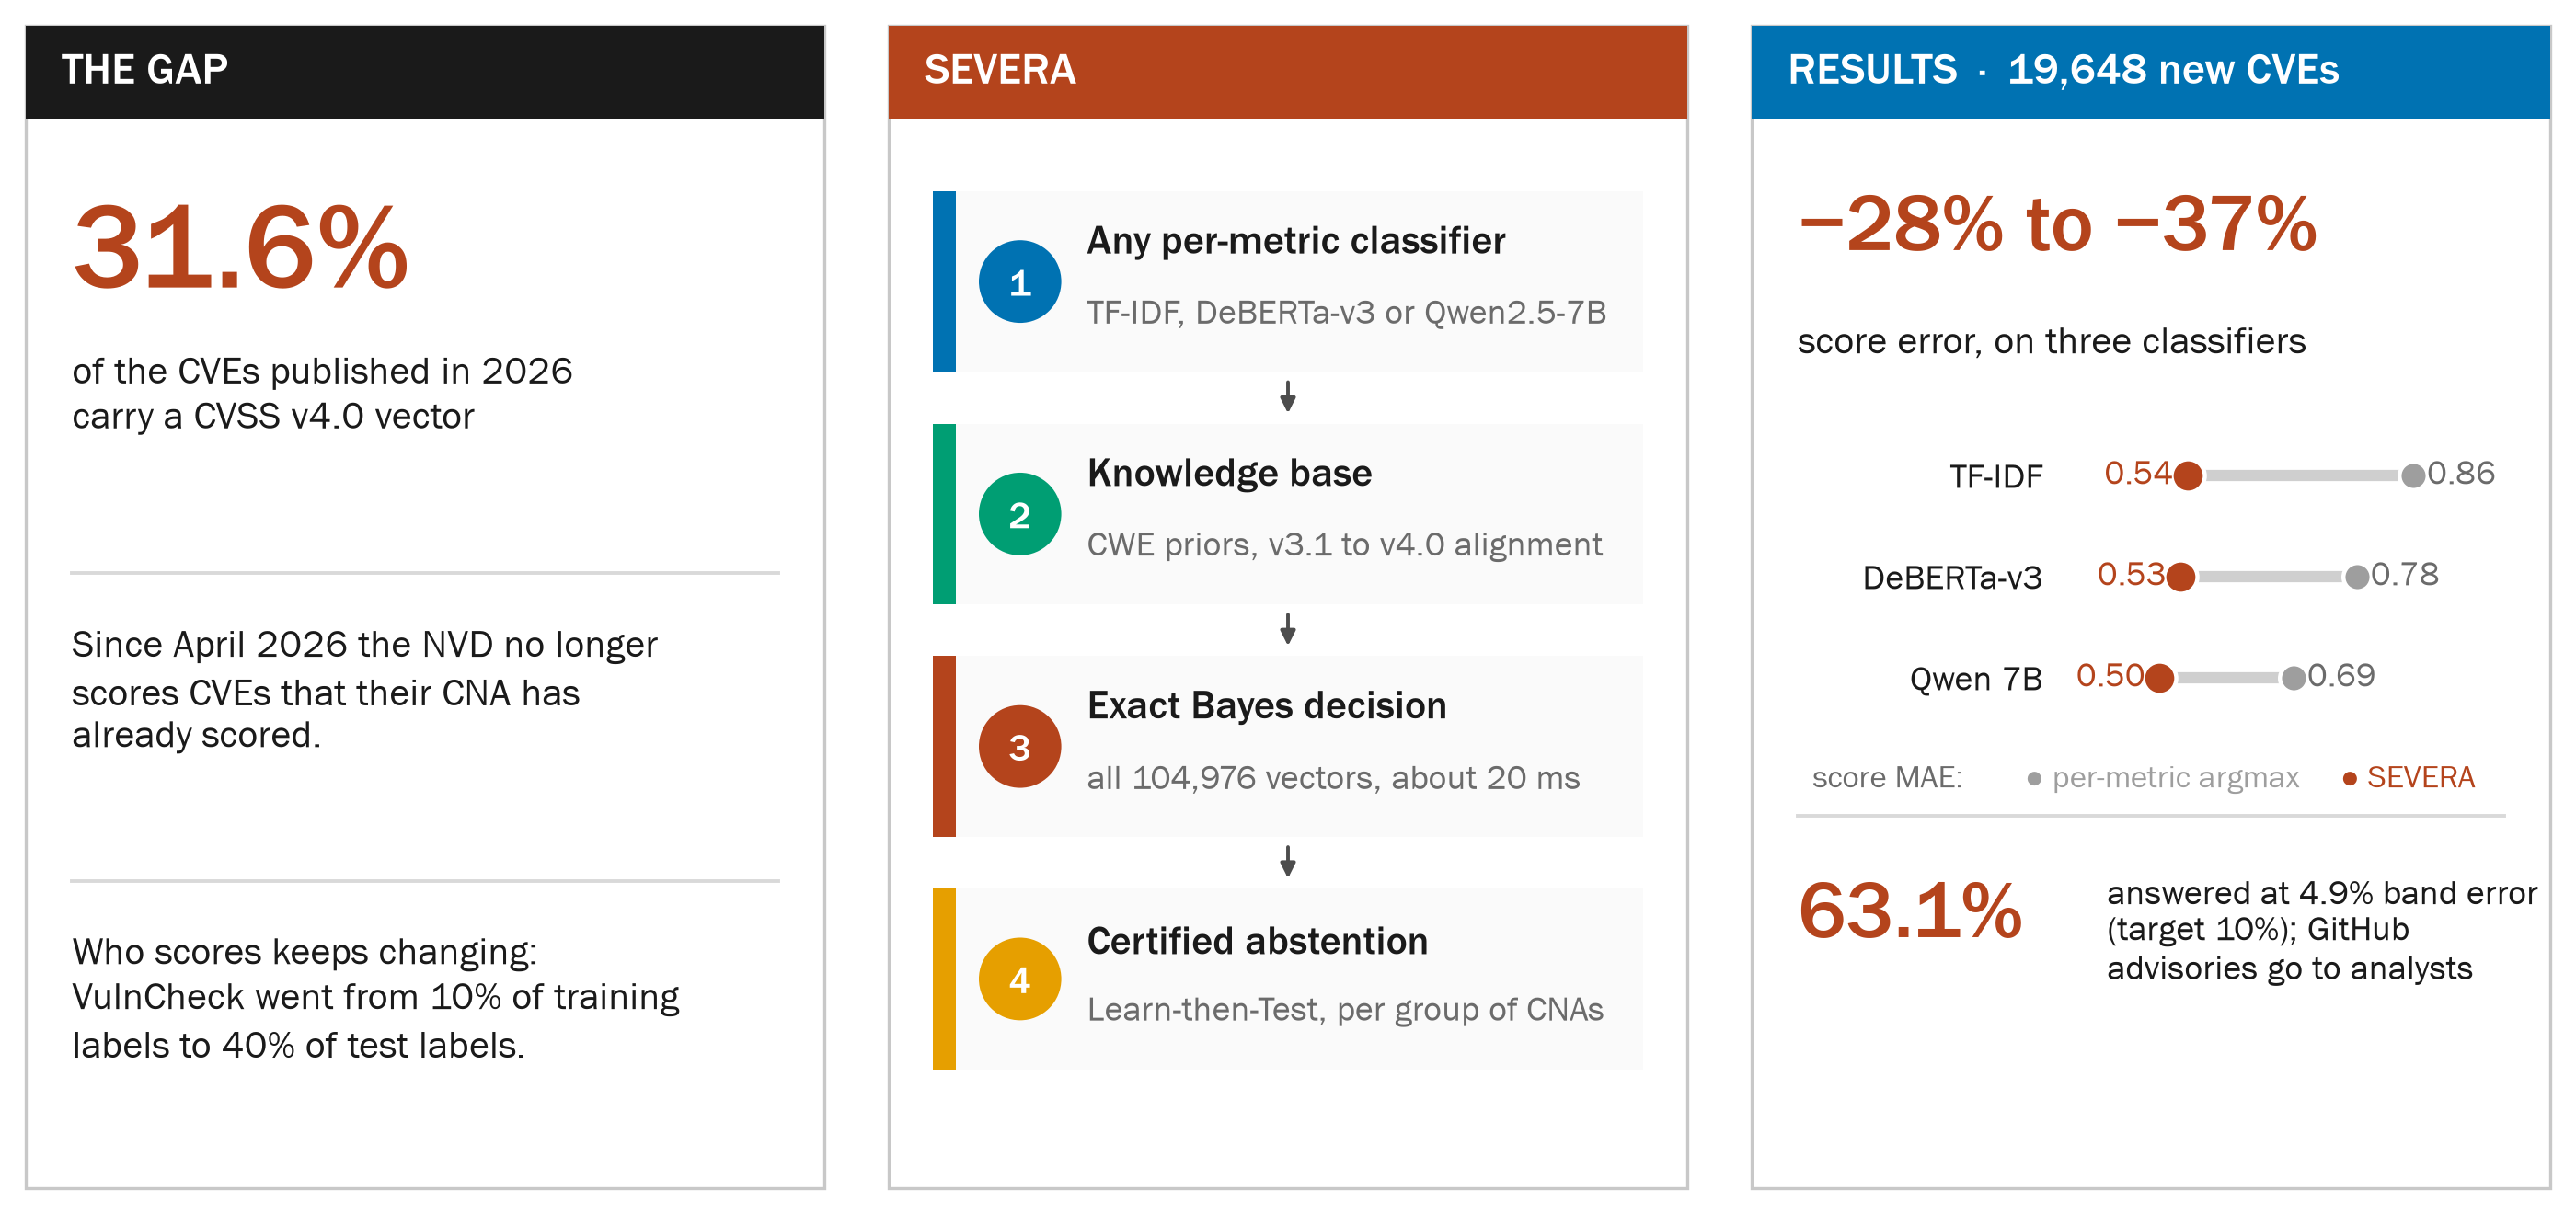 THE GAP
31.6%
of the CVEs published in 2026
carry a CVSS v4.0 vector
Since April 2026 the NVD no longer
scores CVEs that their CNA has
already scored.
Who scores keeps changing:
VulnCheck went from 10% of training
labels to 40% of test labels.
SEVERA
1
Any per-metric classifier
TF-IDF, DeBERTa-v3 or Qwen2.5-7B
2
Knowledge base
CWE priors, v3.1 to v4.0 alignment
3
Exact Bayes decision
all 104,976 vectors, about 20 ms
4
Certified abstention
Learn-then-Test, per group of CNAs
RESULTS · 19,648 new CVEs
−28% to −37%
score error, on three classifiers
TF-IDF 0.54 0.86
DeBERTa-v3 0.53 0.78
Qwen 7B 0.50 0.69
score MAE: per-metric argmax SEVERA
63.1%
answered at 4.9% band error
(target 10%); GitHub
advisories go to analysts